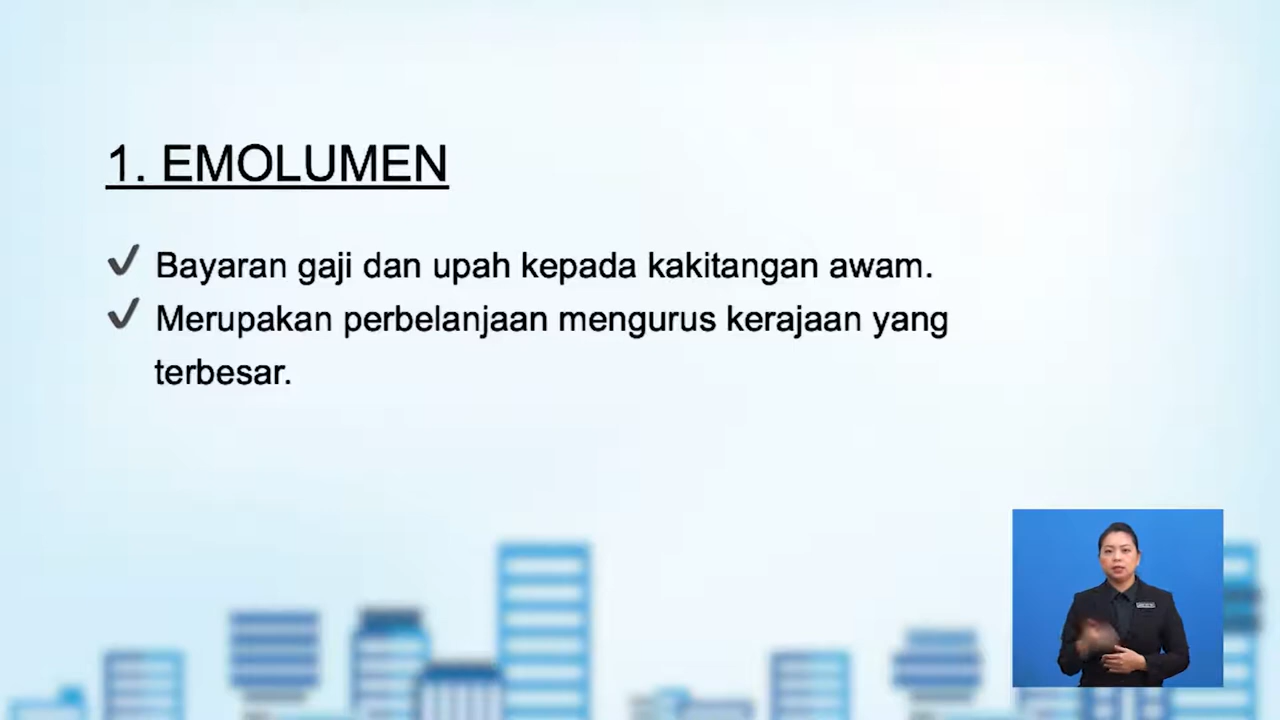 1. EMOLUMEN
✔ Bayaran gaji dan upah kepada kakitangan awam.
✔ Merupakan perbelanjaan mengurus kerajaan yang
terbesar.